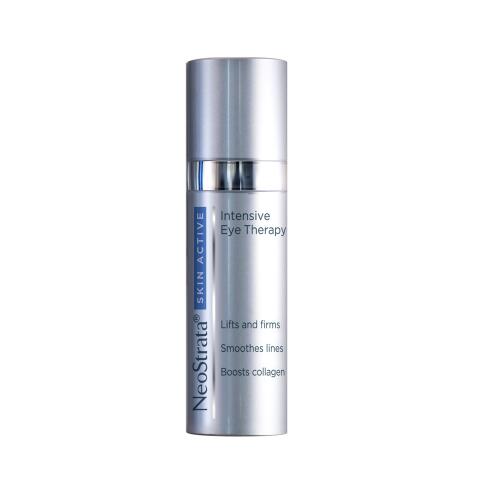 Intensive
Eye Therapy
Lifts and firms
Smoothes lines
Boosts collagen
NeoStrata®
SKIN ACTIVE